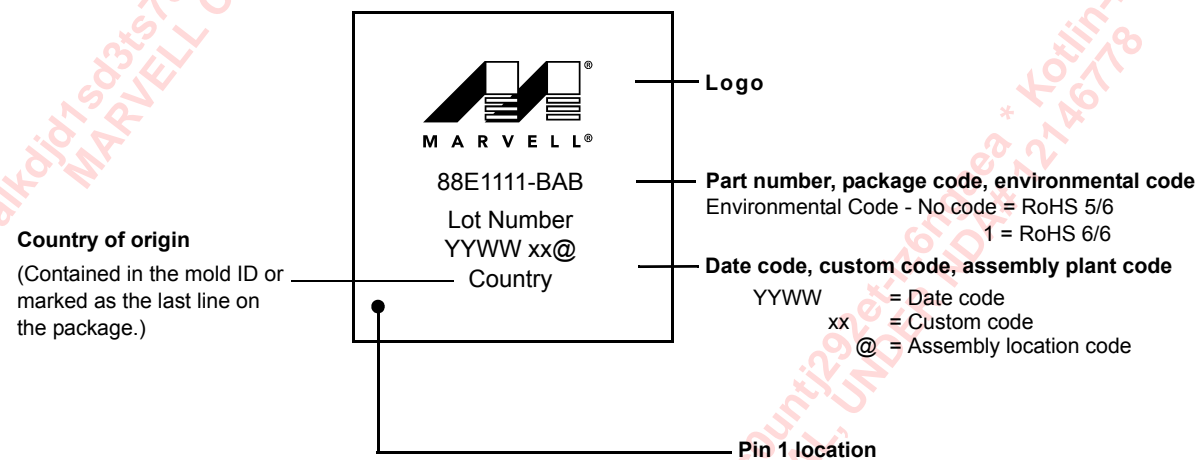 Logo
MARVELL®
88E1111-BAB
Lot Number
YYWW xx@
Country
Part number, package code, environmental code
Environmental Code - No code = RoHS 5/6
1 = RoHS 6/6
Country of origin
(Contained in the mold ID or
marked as the last line on
the package.)
Date code, custom code, assembly plant code
YYWW = Date code
xx = Custom code
@ = Assembly location code
Pin 1 location
MARVELL